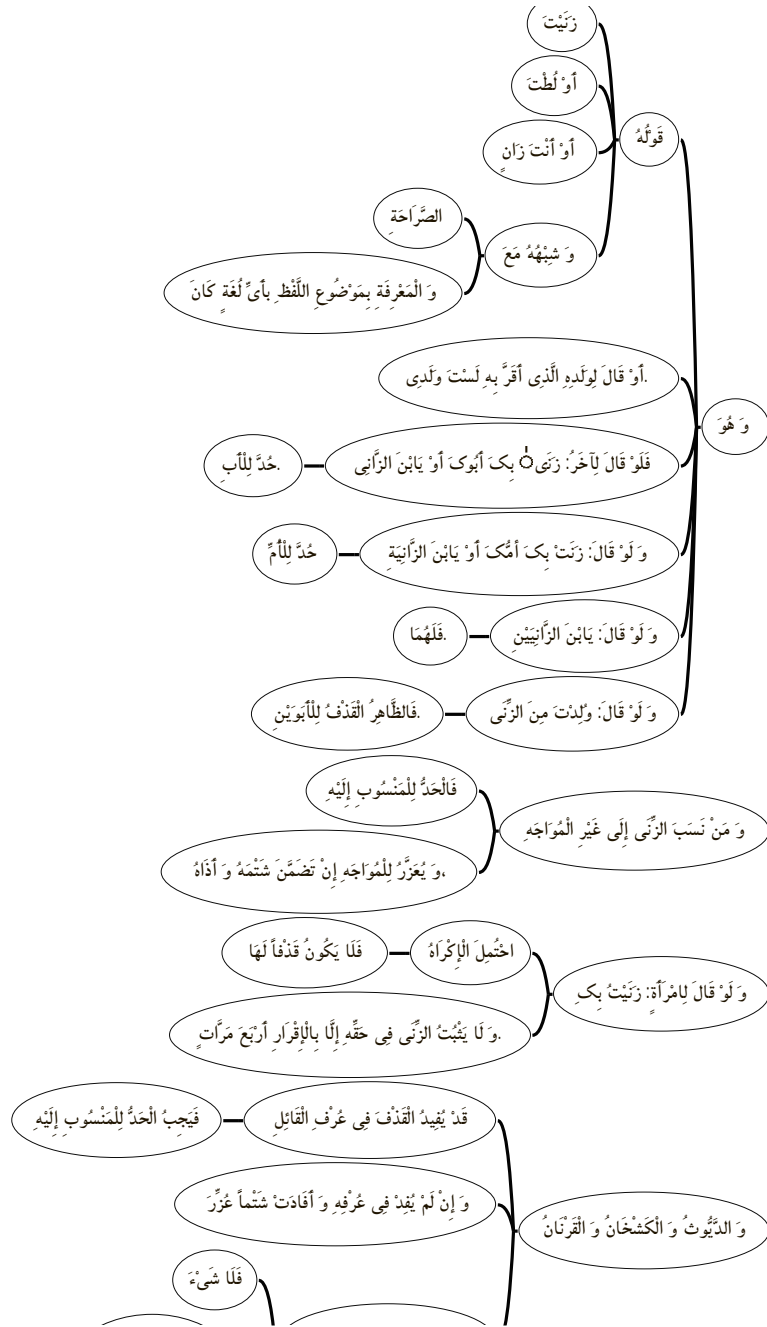 وَ هُوَ
قَوْلُهُ
زَنَيْتَ
أَوْ لُطْتَ
أَوْ أَنْتَ زَانٍ
وَ شِبْهُهُ مَعَ
الصَّرَاحَةِ
وَ الْمَعْرِفَةِ بِمَوْضُوعِ اللَّفْظِ بِأَىِّ لُغَةٍ كَانَ
أَوْ قَالَ لِوَلَدِهِ الَّذِى أَقَرَّ بِهِ لَسْتَ وَلَدِى.
فَلَوْ قَالَ لِآخَرَ: زَنَىٰ بِکَ أَبُوکَ أَوْ يَابْنَ الزَّانِى
حُدَّ لِلْأَبِ.
وَ لَوْ قَالَ: زَنَتْ بِکَ أُمُّکَ أَوْ يَابْنَ الزَّانِيَةِ
حُدَّ لِلْأُمِّ
وَ لَوْ قَالَ: يَابْنَ الزَّانِيَيْنِ
فَلَهُمَا.
وَ لَوْ قَالَ: وُلِدْتَ مِنَ الزِّنَى
فَالظَّاهِرُ الْقَذْفُ لِلْأَبَوَيْنِ.
وَ مَنْ نَسَبَ الزِّنَى إِلَى غَيْرِ الْمُوَاجَهِ
فَالْحَدُّ لِلْمَنْسُوبِ إِلَيْهِ
وَ يُعَزَّرُ لِلْمُوَاجَهِ إِنْ تَضَمَّنَ شَتْمَهُ وَ أَذَاهُ،
وَ لَوْ قَالَ لِامْرَأَةٍ: زَنَيْتُ بِکِ
احْتُمِلَ الْإِكْرَاهُ
فَلَا يَكُونُ قَذْفاً لَهَا
وَ لَا يَثْبُتُ الزِّنَى فِى حَقِّهِ إِلَّا بِالْإِقْرَارِ أَرْبَعَ مَرَّاتٍ.
وَ الدَّيُّوثُ وَ الْكَشْخَانُ وَ الْقَرْنَانُ
قَدْ يُفِيدُ الْقَذْفَ فِى عُرْفِ الْقَائِلِ
فَيَجِبُ الْحَدُّ لِلْمَنْسُوبِ إِلَيْهِ
وَ إِنْ لَمْ يُفِدْ فِى عُرْفِهِ وَ أَفَادَتْ شَتْماً عُزِّرَ
فَلَا شَىْءَ